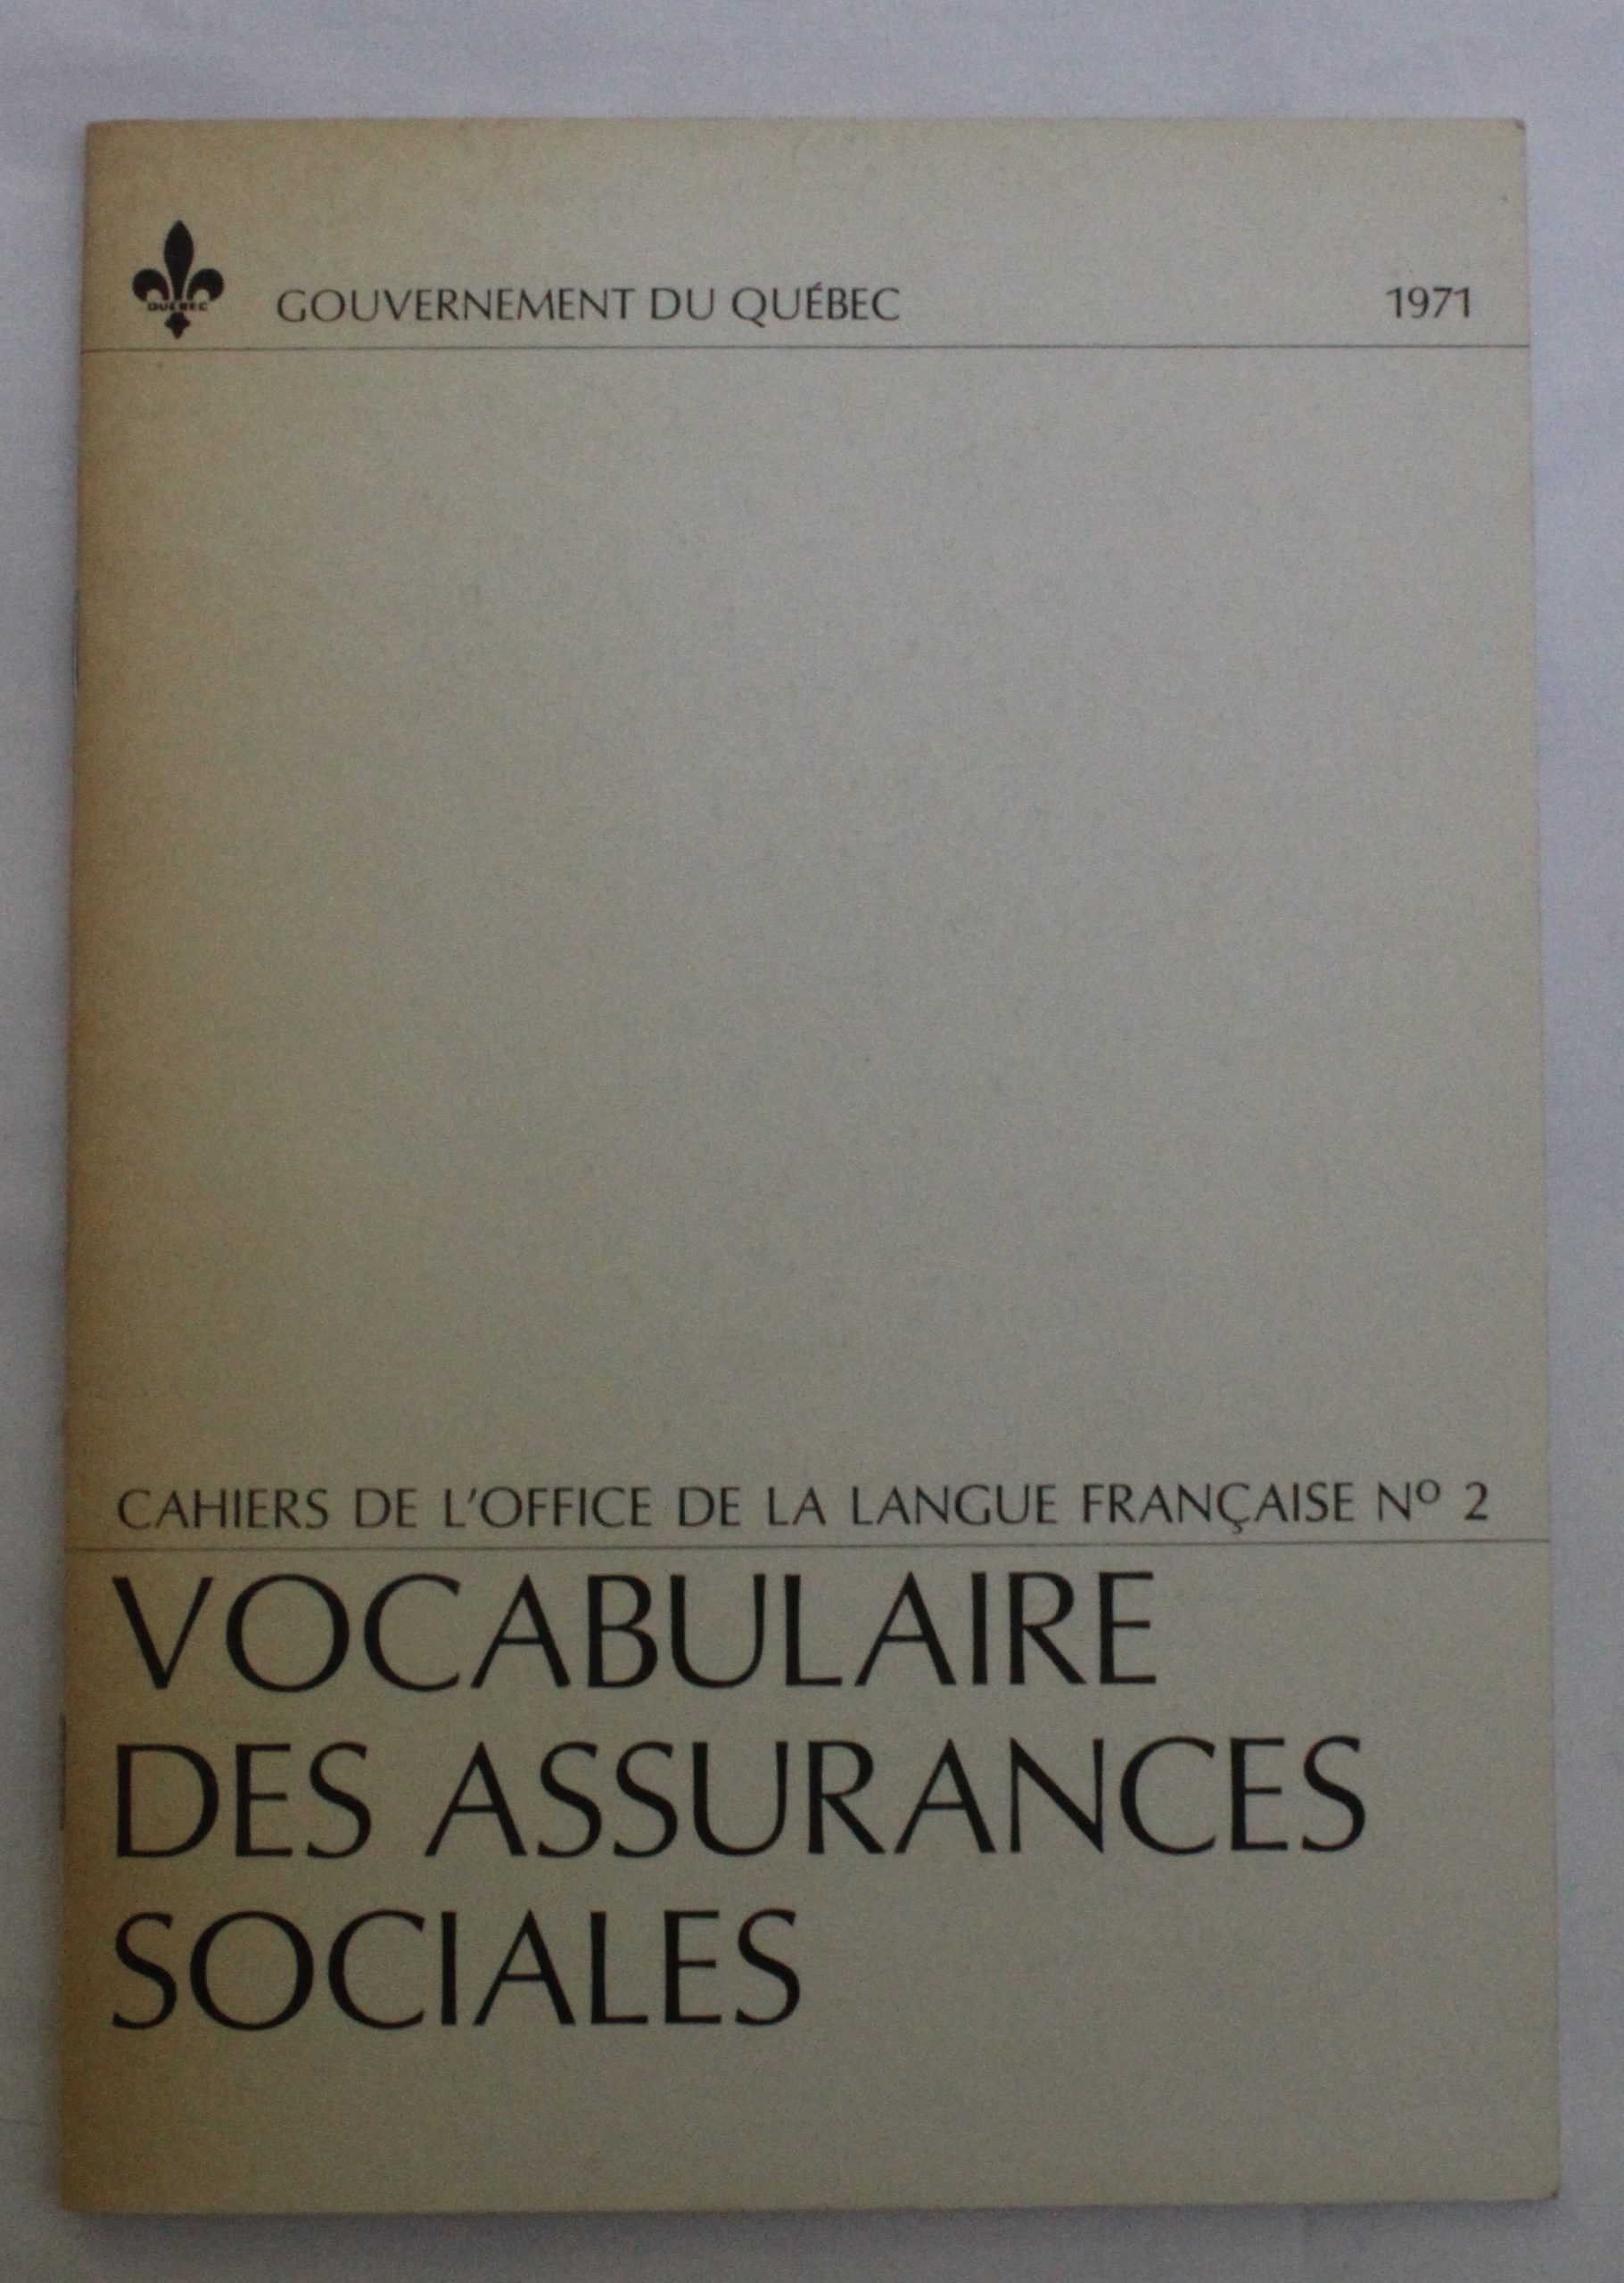 QUÉBEC
GOUVERNEMENT DU QUÉBEC 1971
CAHIERS DE L'OFFICE DE LA LANGUE FRANÇAISE Nº 2
VOCABULAIRE
DES ASSURANCES
SOCIALES